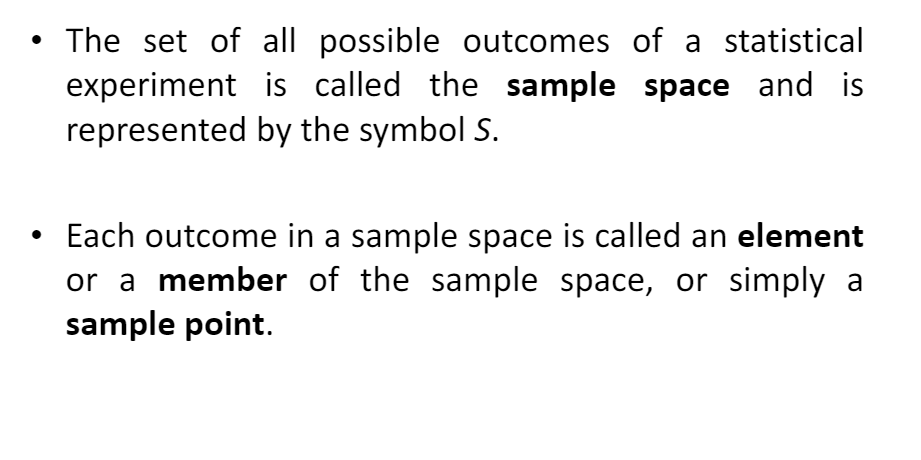 • The set of all possible outcomes of a statistical
experiment is called the sample space and is
represented by the symbol S.
• Each outcome in a sample space is called an element
or a member of the sample space, or simply a
sample point.